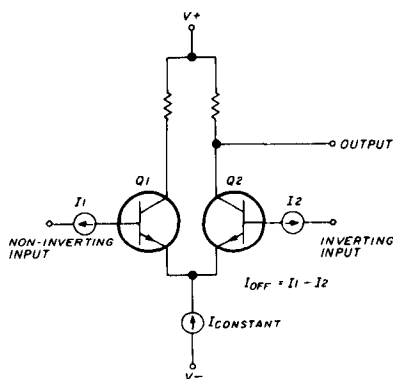 V+
OUTPUT
Q1
Q2
I1
I2
NON-INVERTING
INPUT
INVERTING
INPUT
IOFF = I1 - I2
ICONSTANT
V-